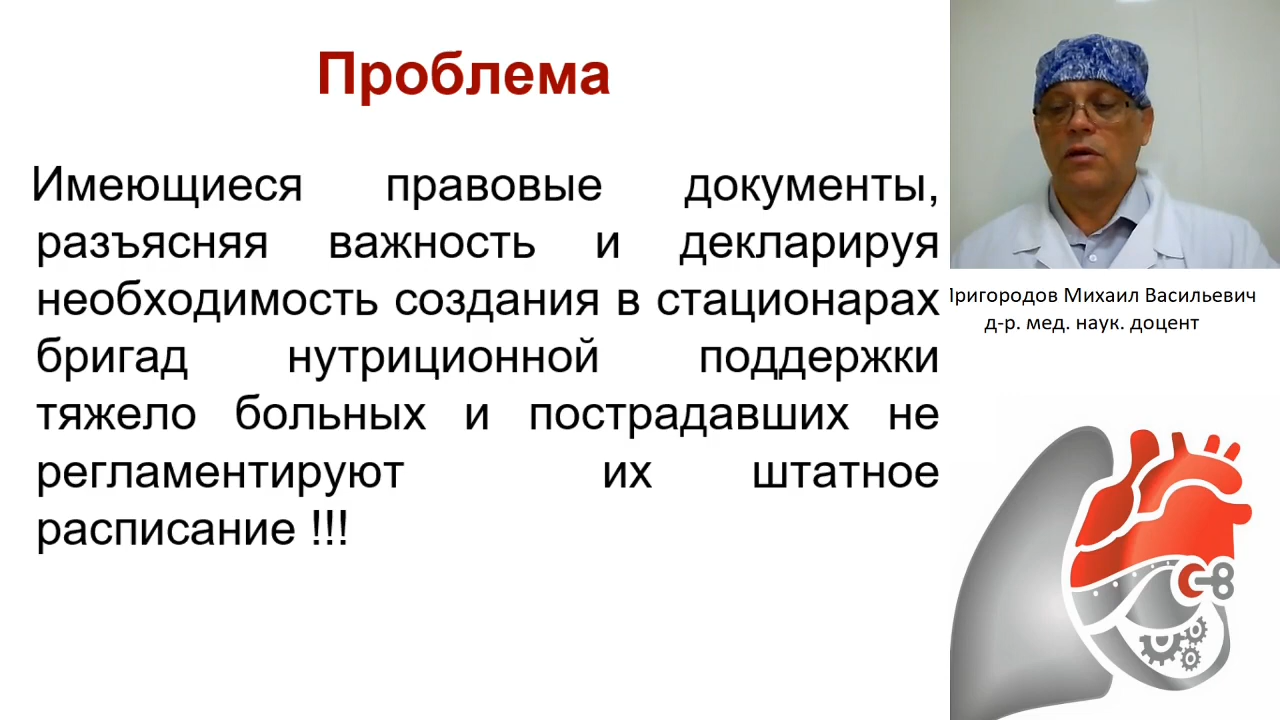 Проблема
Имеющиеся правовые документы,
разъясняя важность и декларируя
необходимость создания в стационарах
бригад нутриционной поддержки
тяжело больных и пострадавших не
регламентируют их штатное
расписание !!!
Пригородов Михаил Васильевич
д-р. мед. наук. доцент